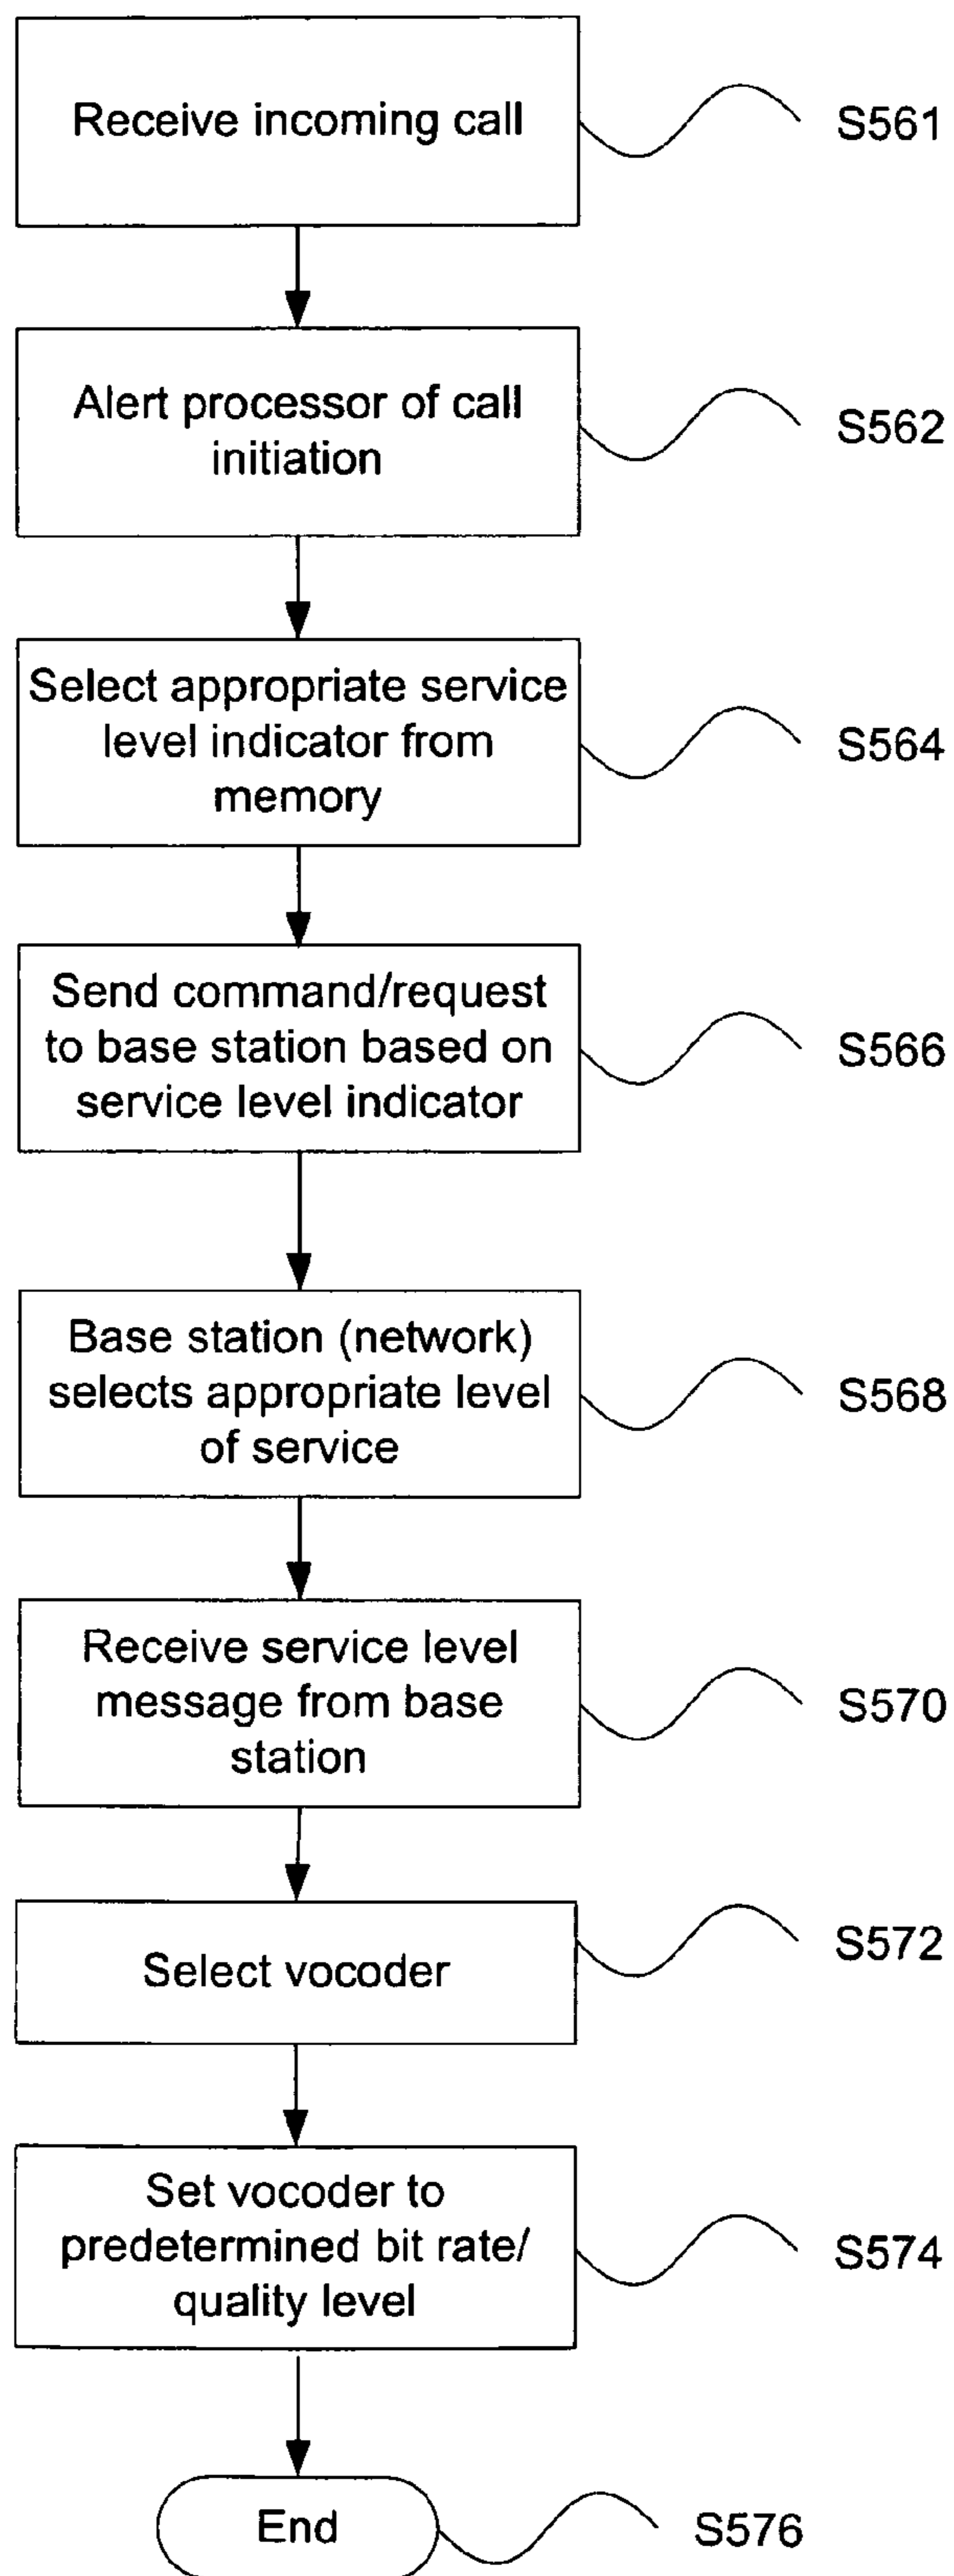 Receive incoming call
S561
Alert processor of call
initiation
S562
Select appropriate service
level indicator from
memory
S564
Send command/request
to base station based on
service level indicator
S566
Base station (network)
selects appropriate level
of service
S568
Receive service level
message from base
station
S570
Select vocoder
S572
Set vocoder to
predetermined bit rate/
quality level
S574
End
S576